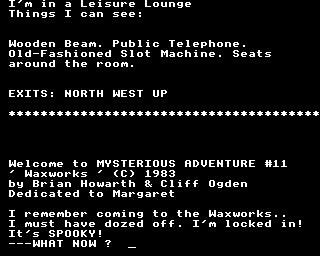 I'm in a Leisure Lounge
Things I can see:
Wooden Beam. Public Telephone.
Old-Fashioned Slot Machine. Seats
around the room.
EXITS: NORTH WEST UP
****************************************
Welcome to MYSTERIOUS ADVENTURE #11
' Waxworks ' (C) 1983
by Brian Howarth & Cliff Ogden
Dedicated to Margaret
I remember coming to the Waxworks..
I must have dozed off. I'm locked in!
It's SPOOKY!
---WHAT NOW ? _